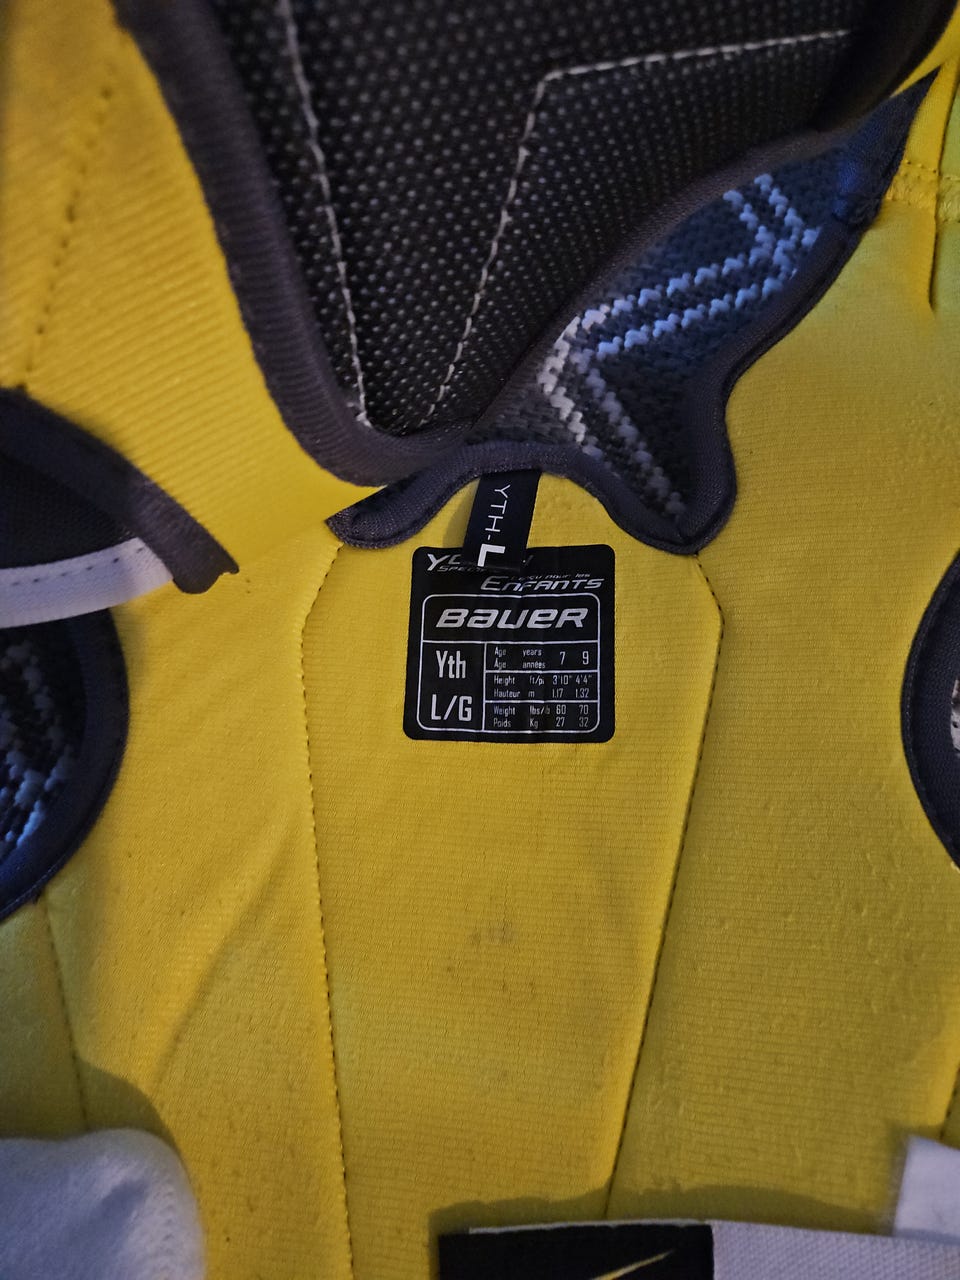 YTH-L
ENFANTS
BAUER
Yth
L/G
Age years 7 9
Âge années
Height ft/pi 3'10" 4'4"
Hauteur m 1.17 1.32
Weight lbs/lb 60 70
Poids Kg 27 32